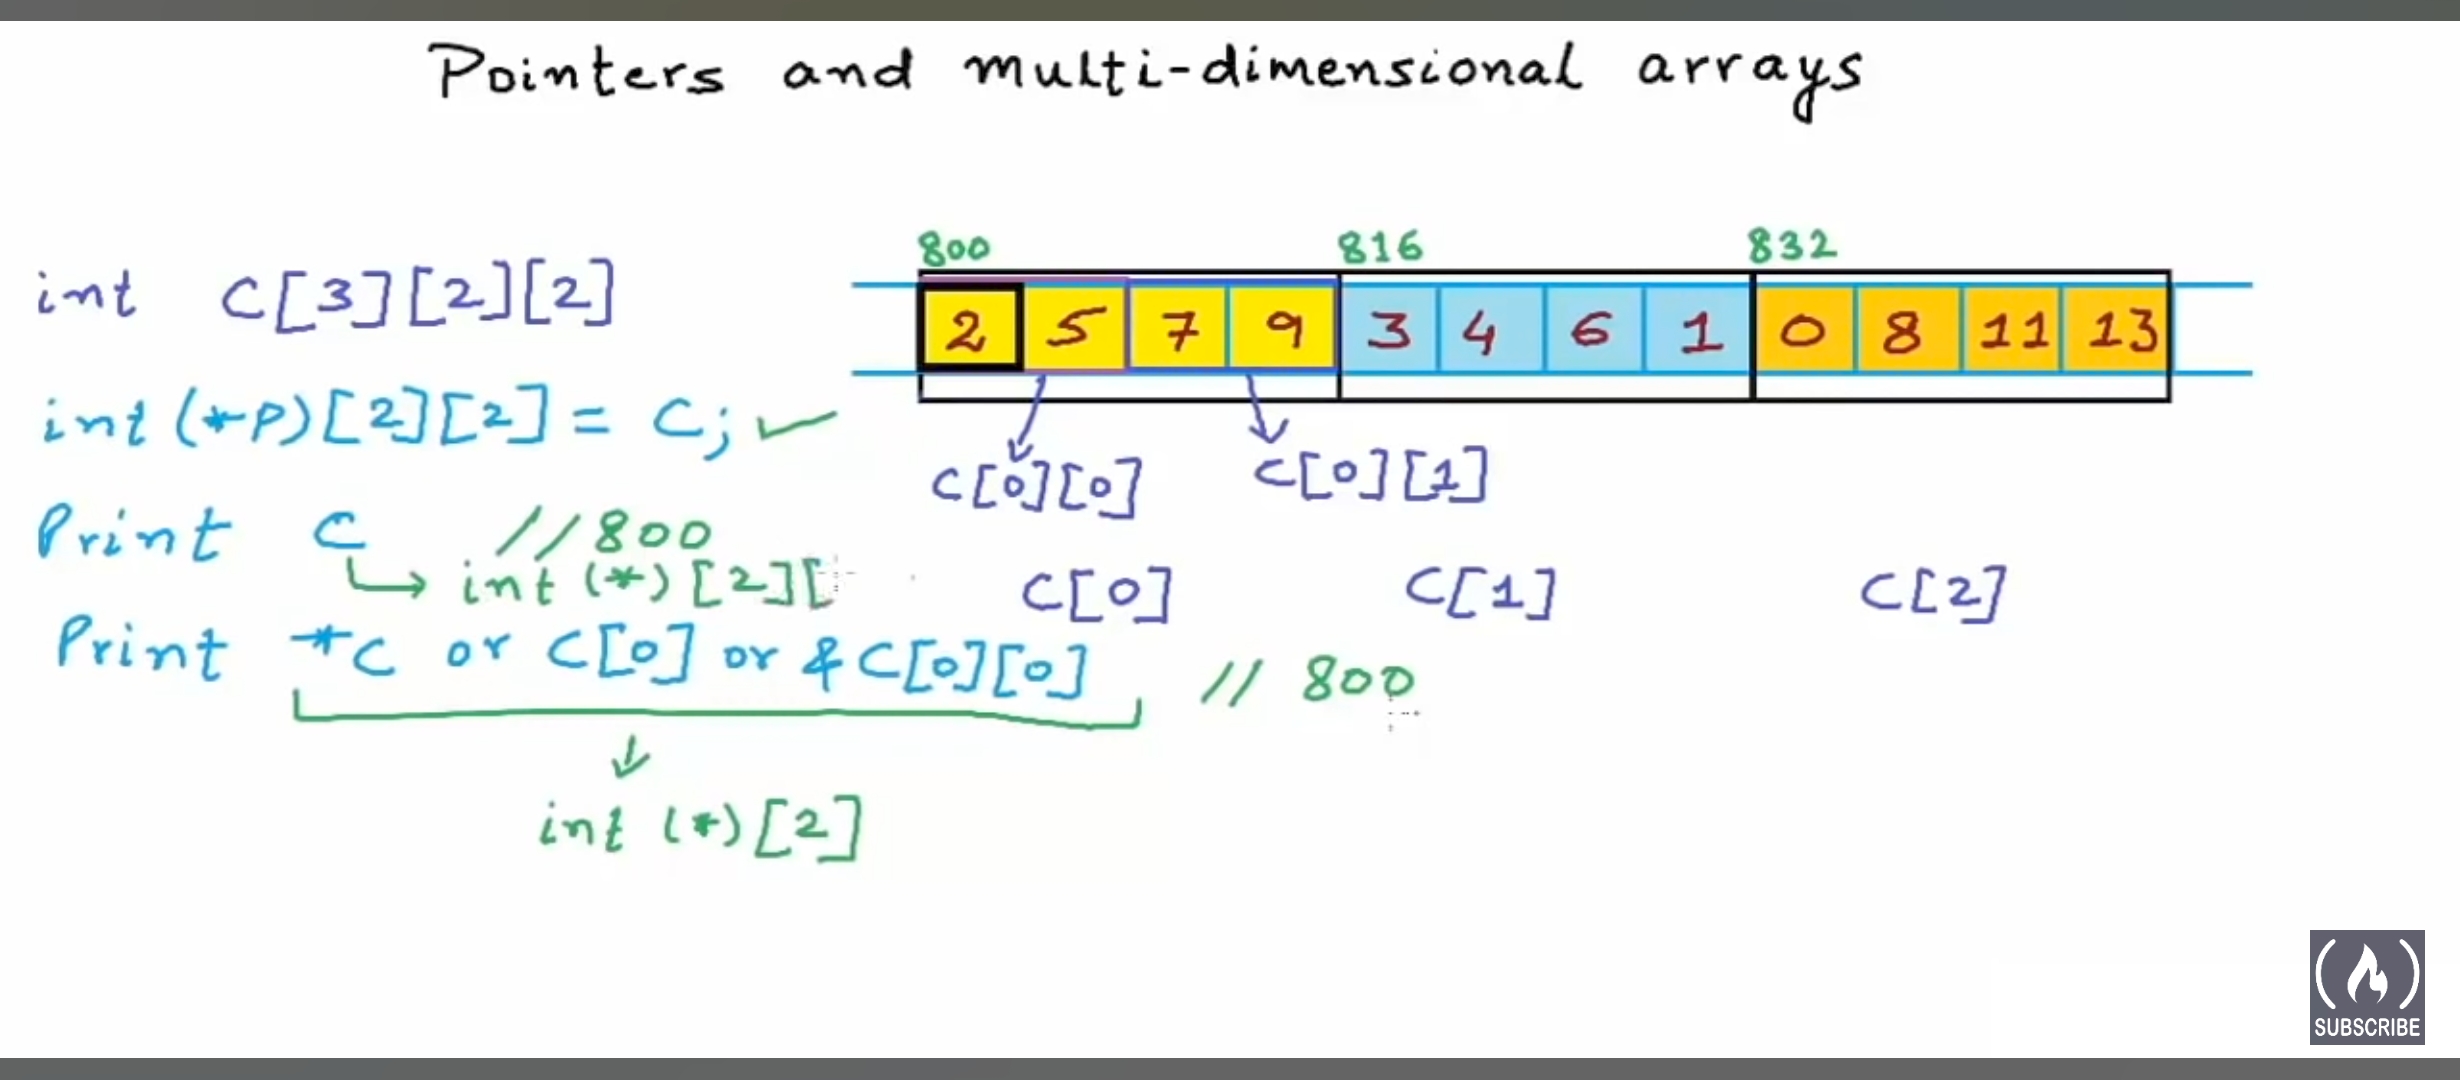 Pointers and multi-dimensional arrays
800 816 832
int C[3][2][2]
2 5 7 9 3 4 6 1 0 8 11 13
int (*P)[2][2] = C; ✓
C[0][0] C[0][1]
Print C //800
int (*)[2][
C[0] C[1] C[2]
Print *C or C[0] or &C[0][0] // 800
int (*)[2]
SUBSCRIBE